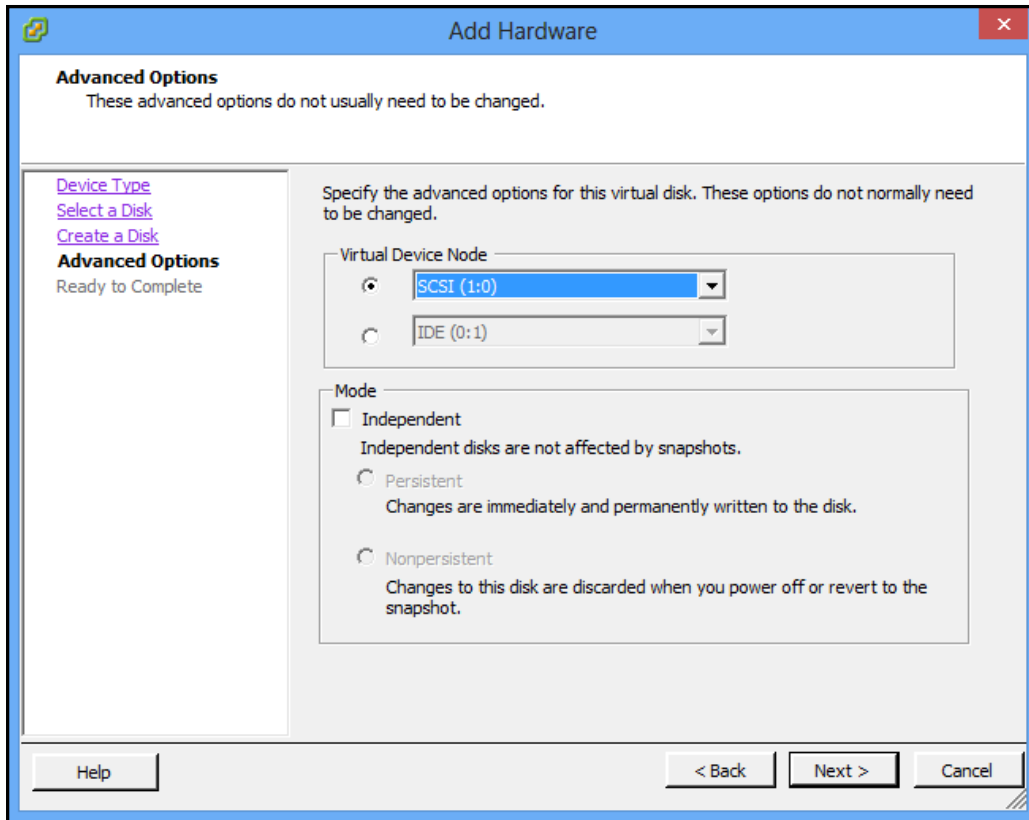 Add Hardware
Advanced Options
These advanced options do not usually need to be changed.
Device Type
Select a Disk
Create a Disk
Advanced Options
Ready to Complete
Specify the advanced options for this virtual disk. These options do not normally need
to be changed.
Virtual Device Node
SCSI (1:0)
IDE (0:1)
Mode
Independent
Independent disks are not affected by snapshots.
Persistent
Changes are immediately and permanently written to the disk.
Nonpersistent
Changes to this disk are discarded when you power off or revert to the
snapshot.
Help
< Back
Next >
Cancel